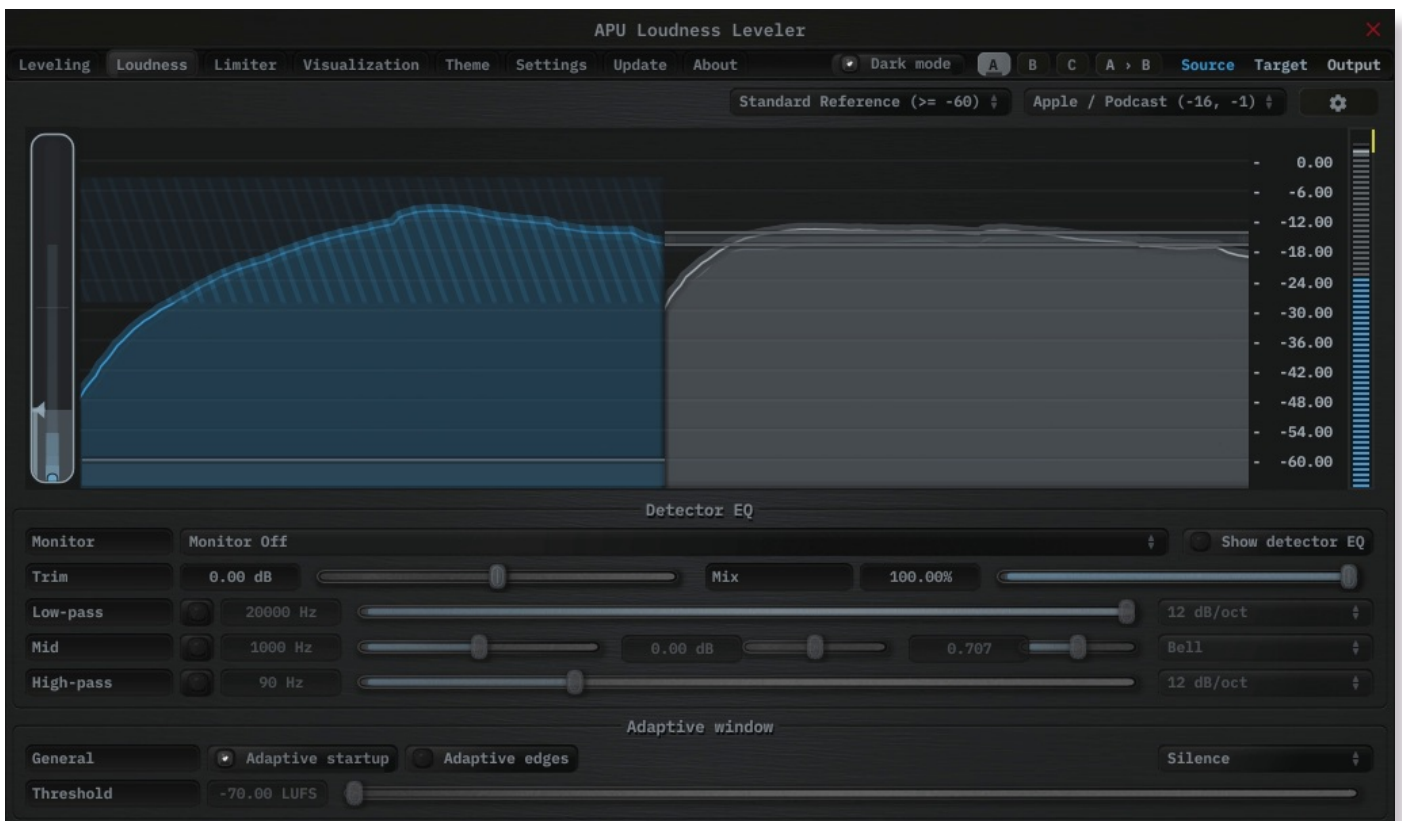 APU Loudness Leveler
Leveling Loudness Limiter Visualization Theme Settings Update About Dark mode A B C A › B Source Target Output
Standard Reference (>= -60) Apple / Podcast (-16, -1)
- 0.00
- -6.00
- -12.00
- -18.00
- -24.00
- -30.00
- -36.00
- -42.00
- -48.00
- -54.00
- -60.00
Detector EQ
Monitor Monitor Off Show detector EQ
Trim 0.00 dB Mix 100.00%
Low-pass 20000 Hz 12 dB/oct
Mid 1000 Hz 0.00 dB 0.707 Bell
High-pass 90 Hz 12 dB/oct
Adaptive window
General Adaptive startup Adaptive edges Silence
Threshold -70.00 LUFS